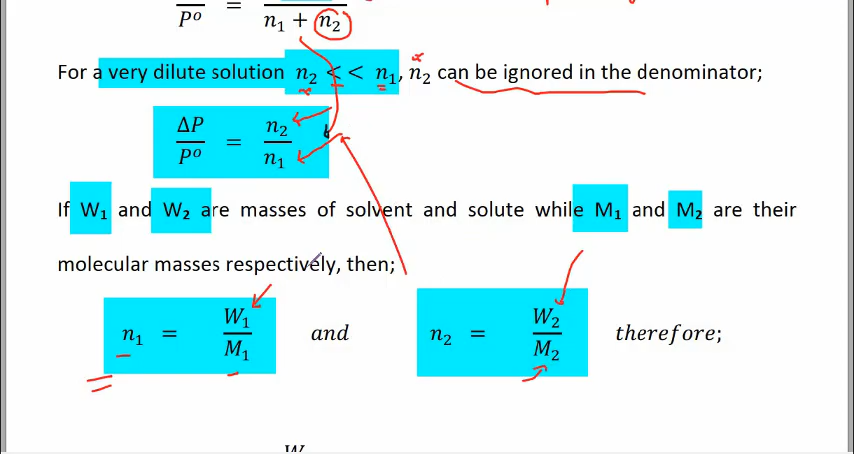 P° = n₁ + n₂
For a very dilute solution n₂ < < n₁, n₂ can be ignored in the denominator;
ΔP/P° = n₂/n₁
If W₁ and W₂ are masses of solvent and solute while M₁ and M₂ are their
molecular masses respectively, then;
n₁ = W₁/M₁ and n₂ = W₂/M₂ therefore;